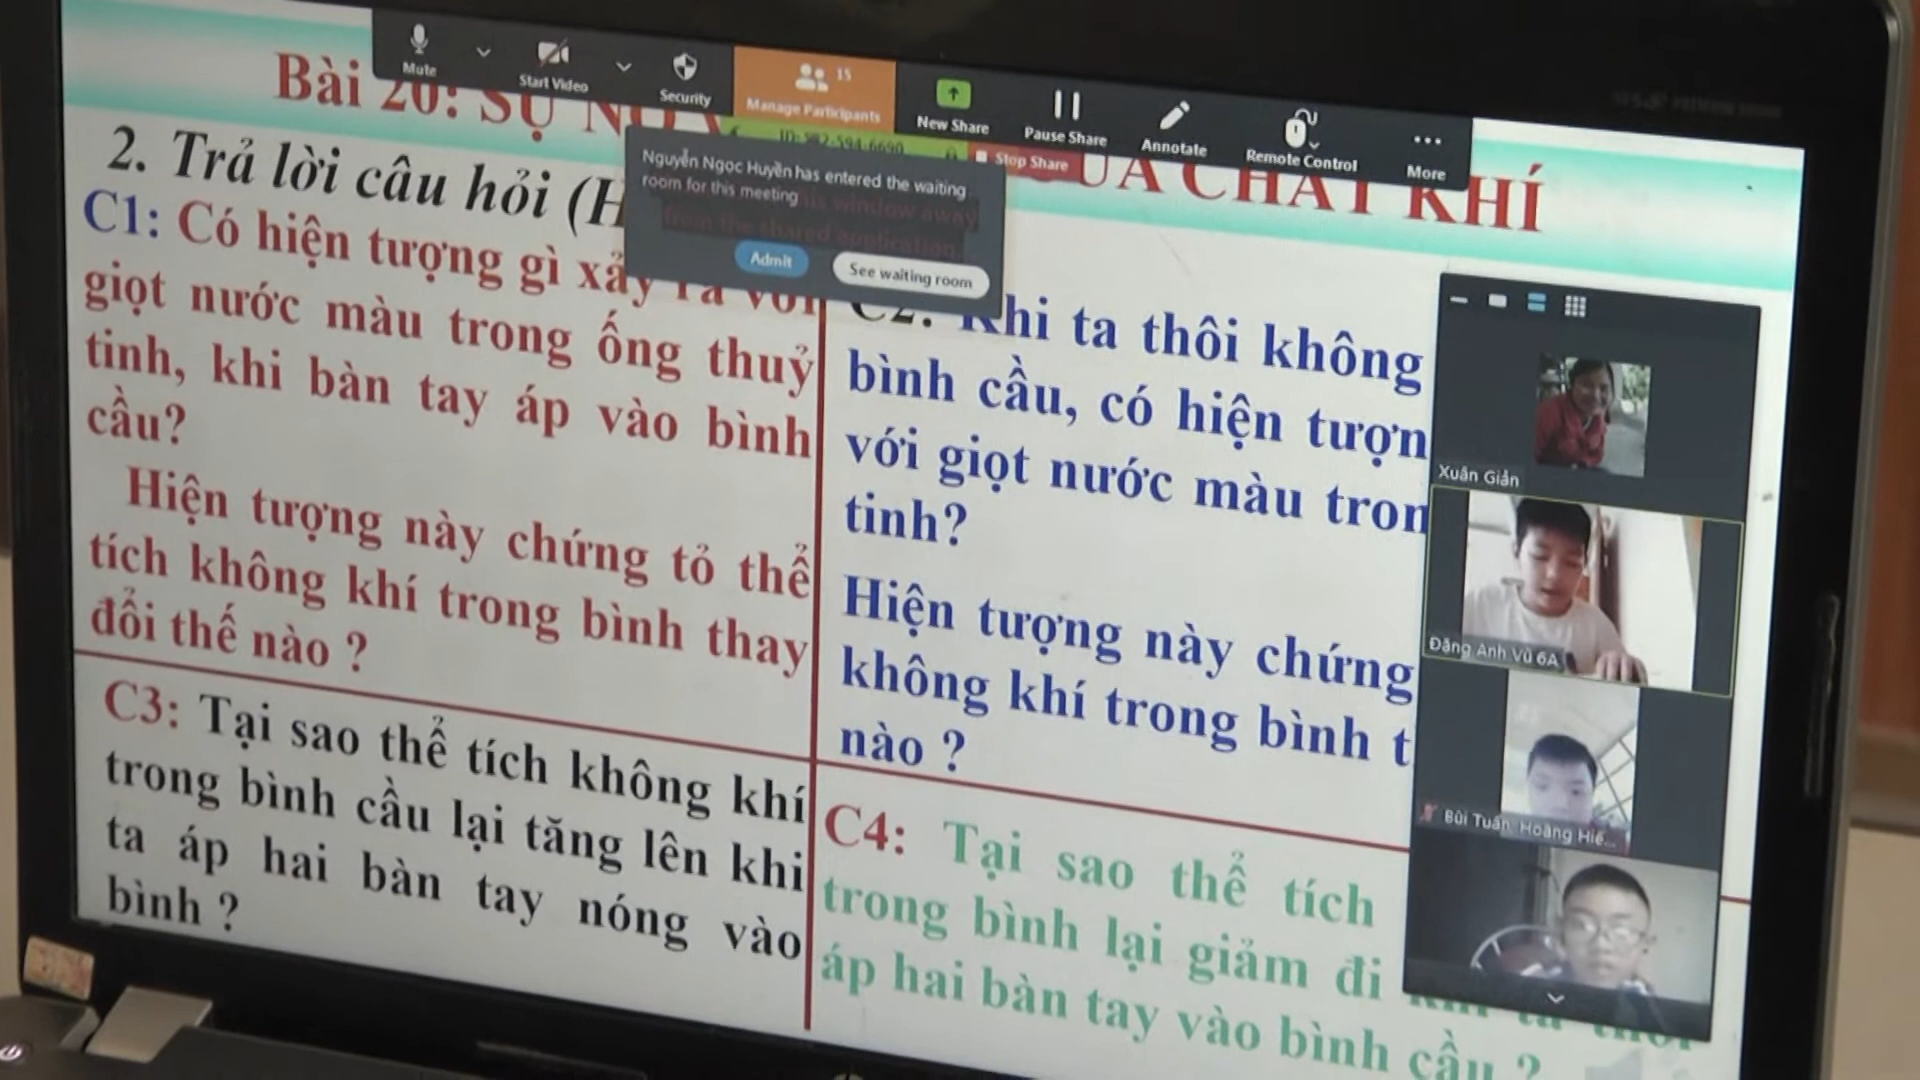 Mute
Start Video
Security
15
Manage Participants
New Share
Pause Share
Annotate
Remote Control
More
Stop Share
Bài 20: SỰ NỞ
CHẤT KHÍ
Nguyễn Ngọc Huyền has entered the waiting
room for this meeting
Admit
See waiting room
2. Trả lời câu hỏi (H
C1: Có hiện tượng gì xảy ra với
giọt nước màu trong ống thuỷ
tinh, khi bàn tay áp vào bình
cầu?
Hiện tượng này chứng tỏ thể
tích không khí trong bình thay
đổi thế nào ?
C2: Khi ta thôi không
bình cầu, có hiện tượn
với giọt nước màu tron
tinh?
Hiện tượng này chứng
không khí trong bình t
nào ?
C3: Tại sao thể tích không khí
trong bình cầu lại tăng lên khi
ta áp hai bàn tay nóng vào
bình ?
C4: Tại sao thể tích
trong bình lại giảm đi
áp hai bàn tay vào bình cầu ?
Xuân Giản
Đặng Anh Vũ 6A
Bùi Tuấn Hoàng Hiế...